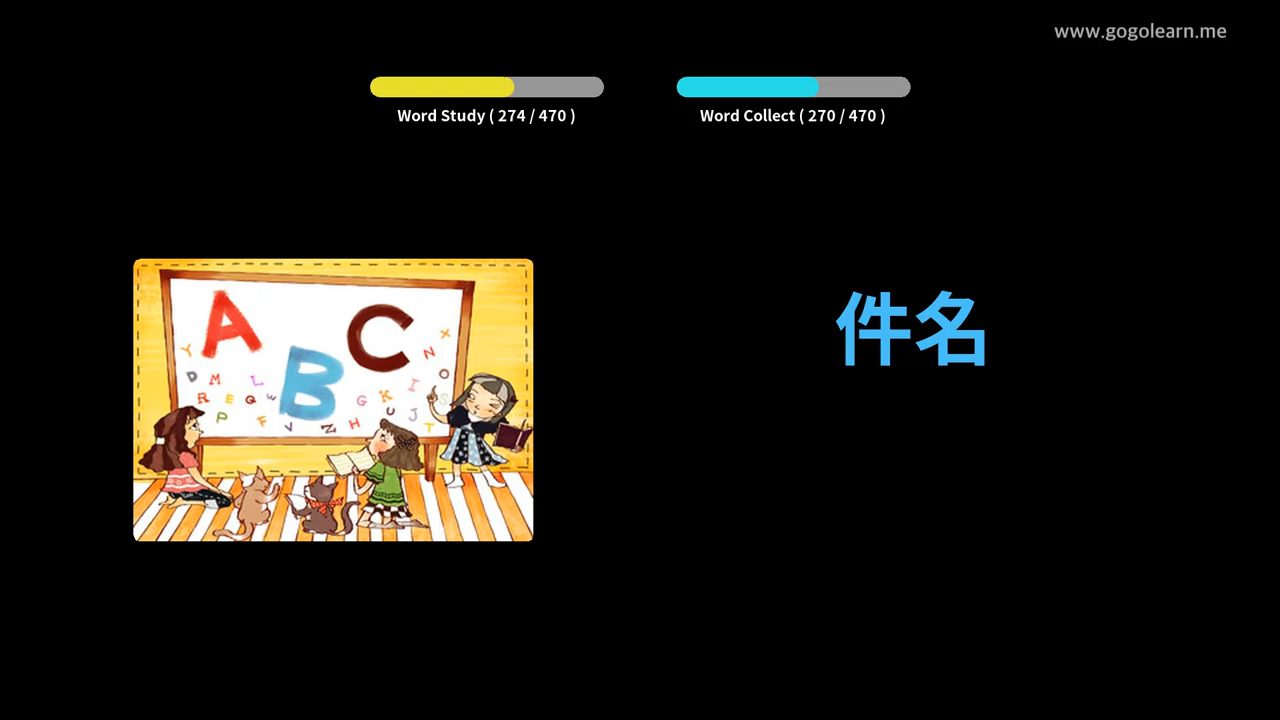 www.gogolearn.me
Word Study ( 274 / 470 )
Word Collect ( 270 / 470 )
件名
A
B
C
X
Y
N
D M L O
R E Q W G K I S
P F V Z H U J T